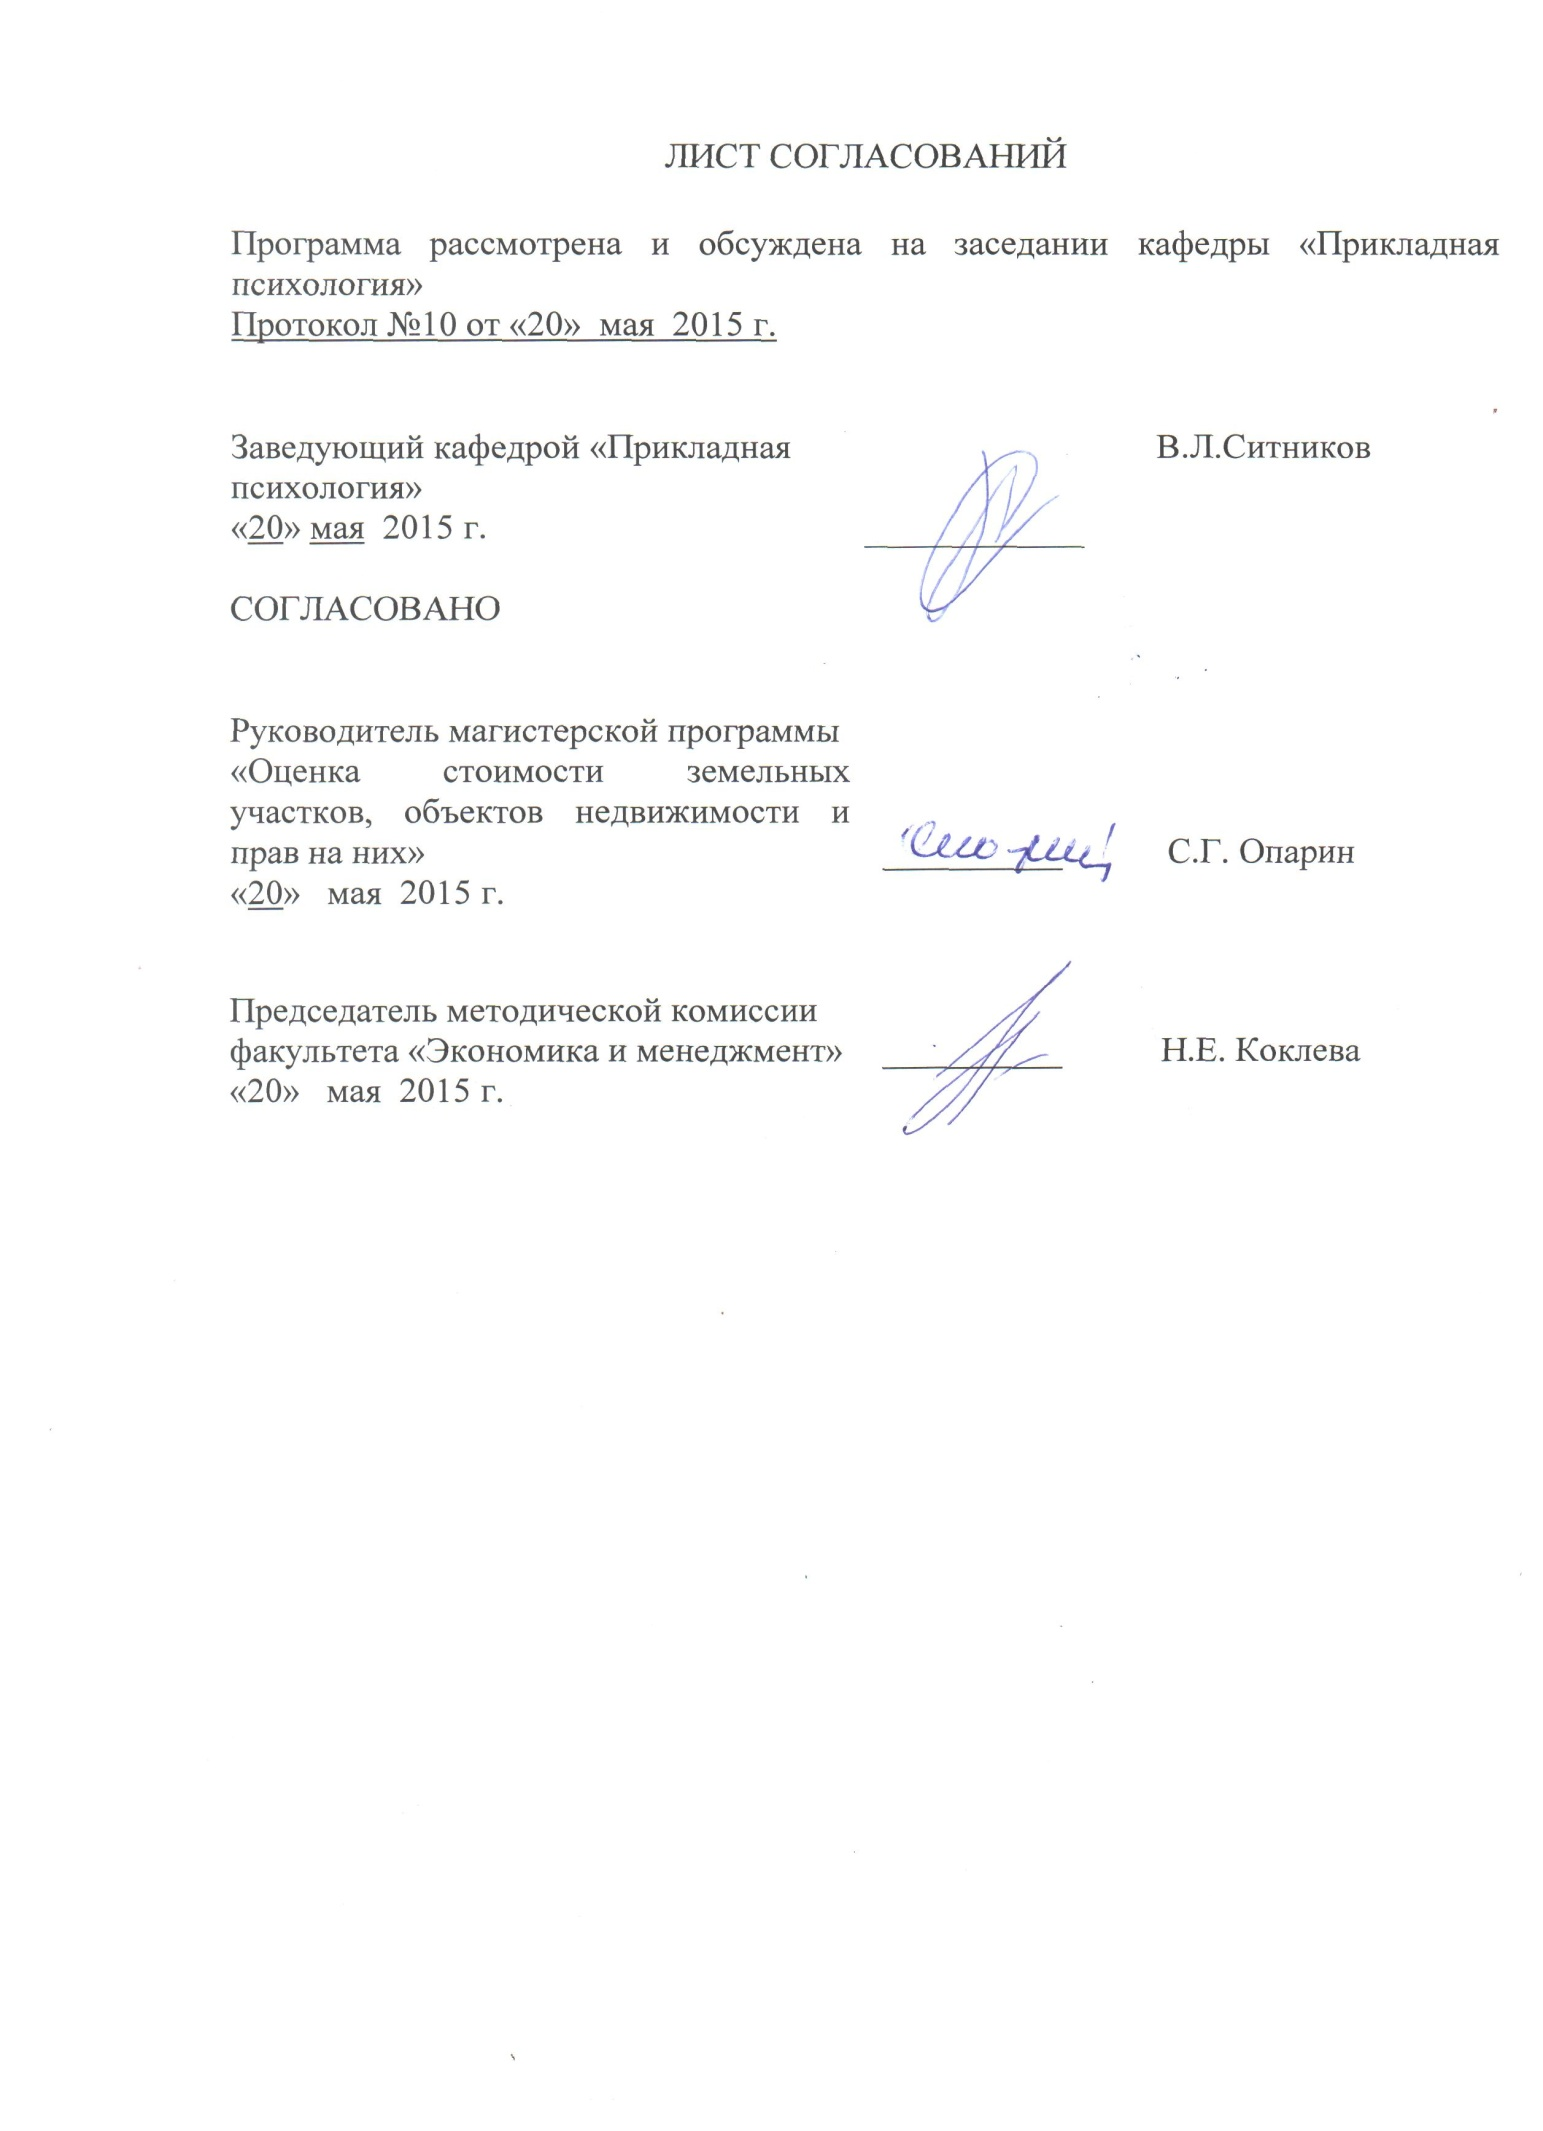 ЛИСТ СОГЛАСОВАНИЙ
Программа рассмотрена и обсуждена на заседании кафедры «Прикладная
психология»
Протокол №10 от «20» мая 2015 г.
Заведующий кафедрой «Прикладная В.Л.Ситников
психология»
«20» мая 2015 г.
СОГЛАСОВАНО
Руководитель магистерской программы
«Оценка стоимости земельных
участков, объектов недвижимости и
прав на них» С.Г. Опарин
«20» мая 2015 г.
Председатель методической комиссии
факультета «Экономика и менеджмент» Н.Е. Коклева
«20» мая 2015 г.